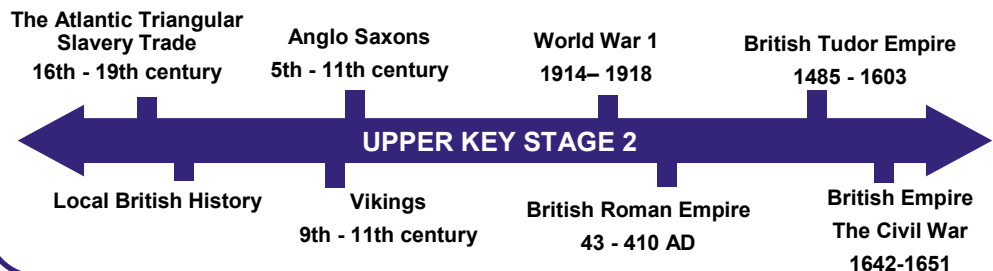 The Atlantic Triangular
Slavery Trade
16th - 19th century
Anglo Saxons
5th - 11th century
World War 1
1914– 1918
British Tudor Empire
1485 - 1603
UPPER KEY STAGE 2
Local British History
Vikings
9th - 11th century
British Roman Empire
43 - 410 AD
British Empire
The Civil War
1642-1651